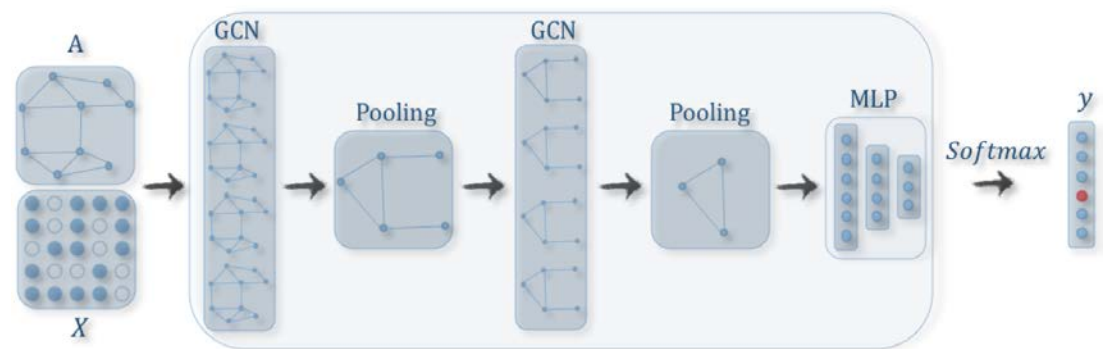 A
X
GCN
Pooling
GCN
Pooling
MLP
Softmax
y